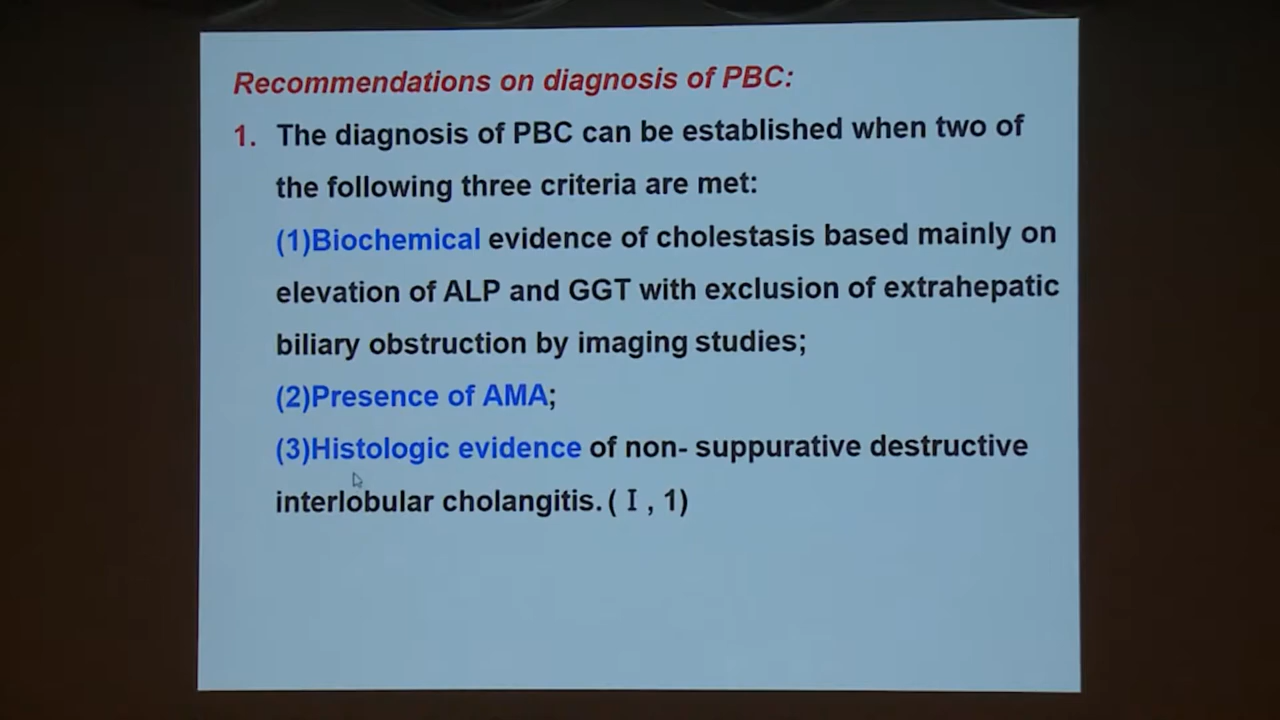 Recommendations on diagnosis of PBC:
1. The diagnosis of PBC can be established when two of
the following three criteria are met:
(1)Biochemical evidence of cholestasis based mainly on
elevation of ALP and GGT with exclusion of extrahepatic
biliary obstruction by imaging studies;
(2)Presence of AMA;
(3)Histologic evidence of non- suppurative destructive
interlobular cholangitis. ( I , 1)